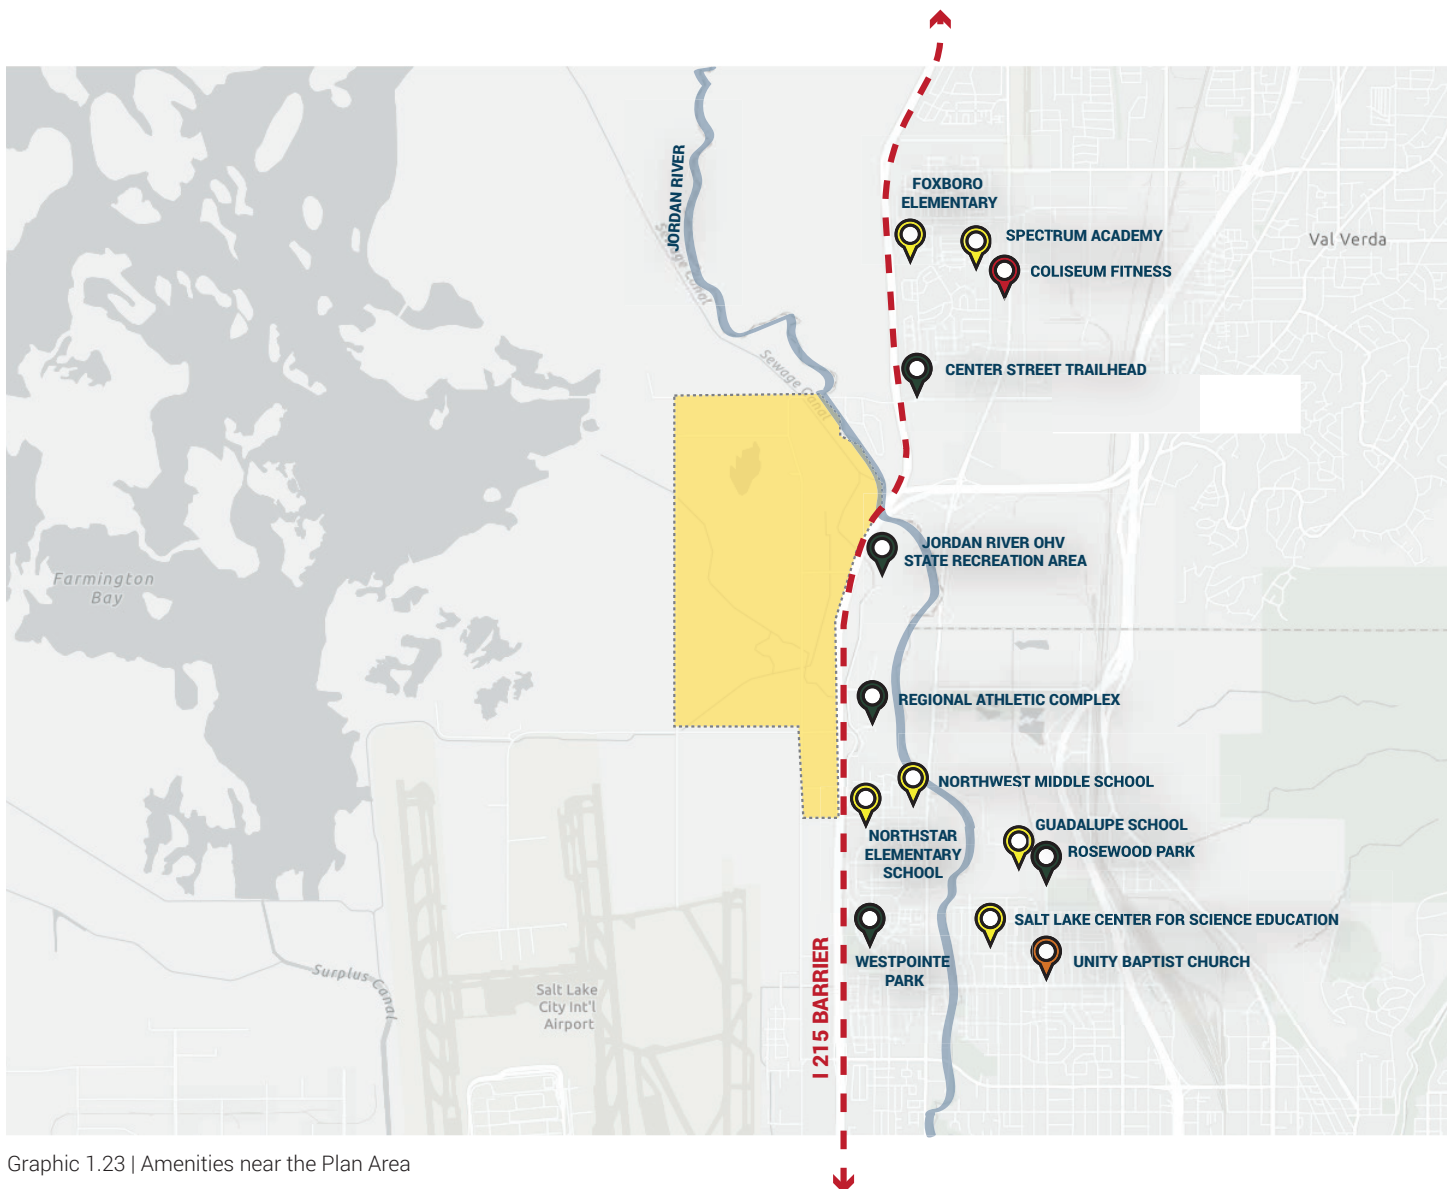 JORDAN RIVER
Sewage Canal
FOXBORO
ELEMENTARY
SPECTRUM ACADEMY
COLISEUM FITNESS
Val Verda
Sewage Canal
CENTER STREET TRAILHEAD
JORDAN RIVER OHV
STATE RECREATION AREA
Farmington
Bay
REGIONAL ATHLETIC COMPLEX
NORTHWEST MIDDLE SCHOOL
NORTHSTAR
ELEMENTARY
SCHOOL
GUADALUPE SCHOOL
ROSEWOOD PARK
SALT LAKE CENTER FOR SCIENCE EDUCATION
WESTPOINTE
PARK
UNITY BAPTIST CHURCH
I 215 BARRIER
Surplus Canal
Salt Lake
City Int'l
Airport
Graphic 1.23 | Amenities near the Plan Area